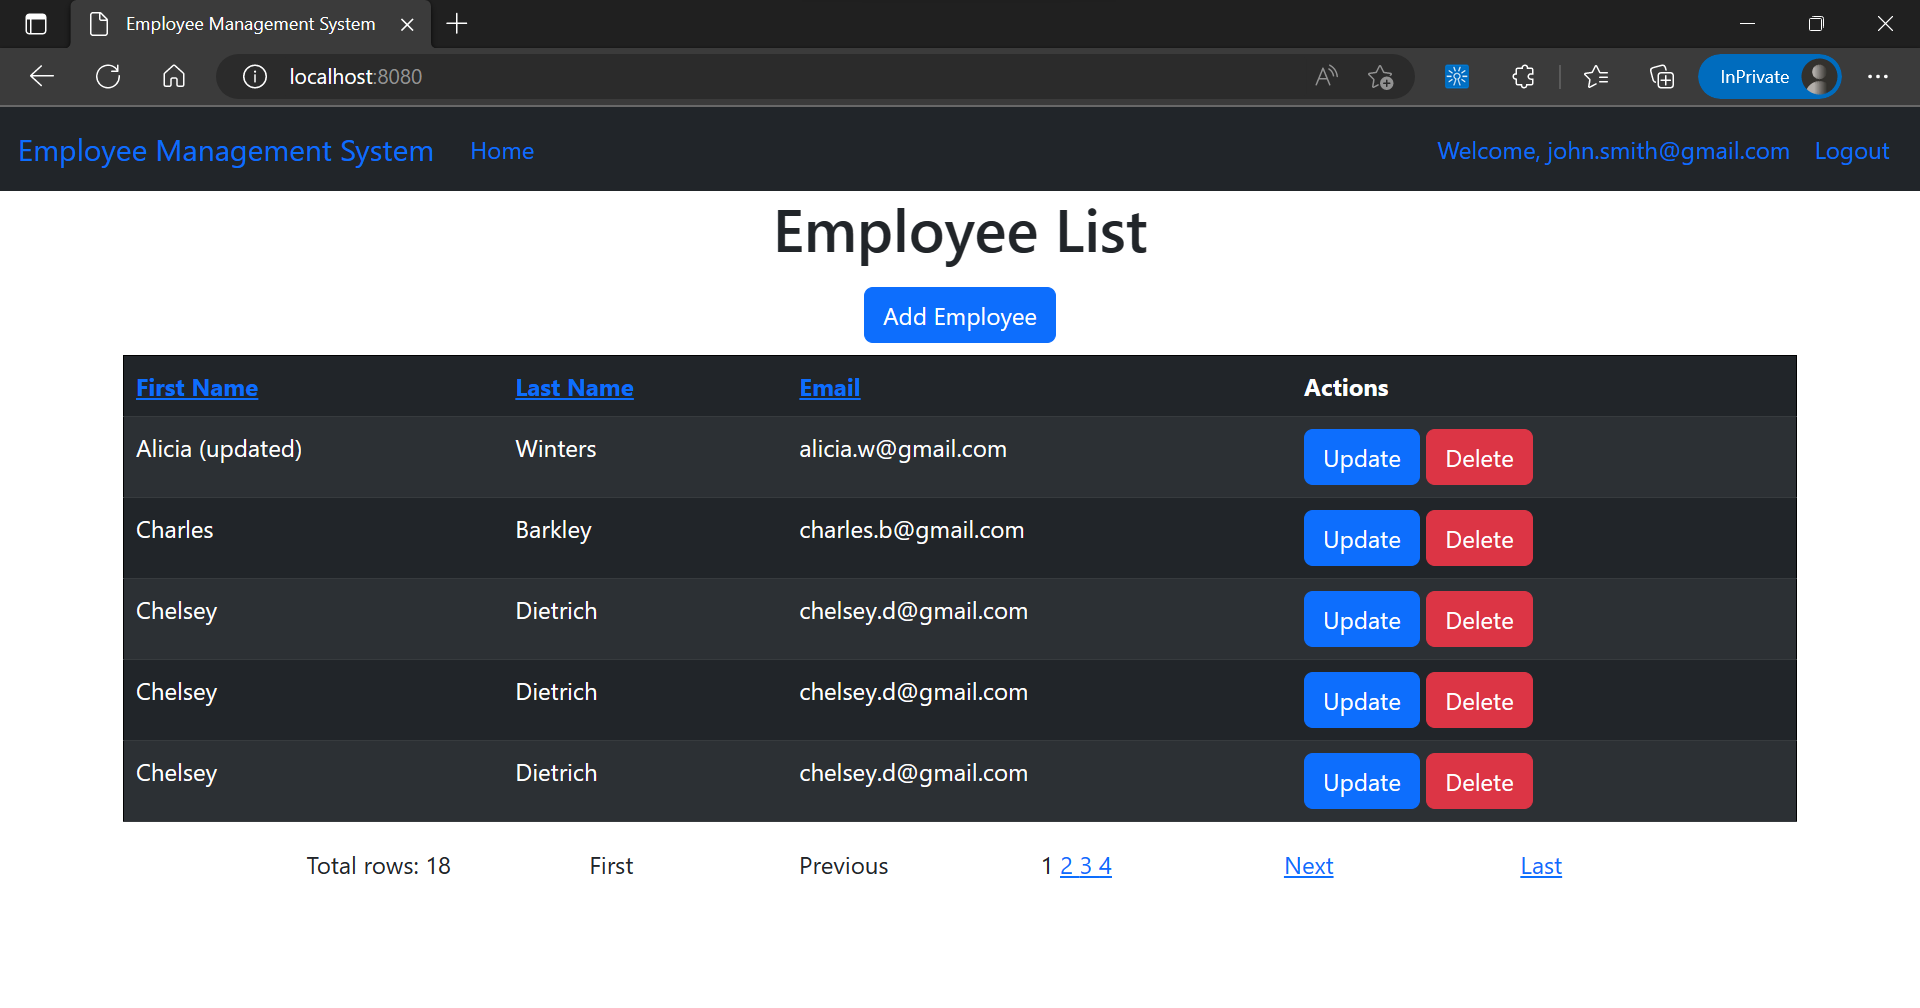 Employee Management System
localhost:8080
InPrivate
Employee Management System Home Welcome, john.smith@gmail.com Logout
Employee List
Add Employee
First Name Last Name Email Actions
Alicia (updated) Winters alicia.w@gmail.com Update Delete
Charles Barkley charles.b@gmail.com Update Delete
Chelsey Dietrich chelsey.d@gmail.com Update Delete
Chelsey Dietrich chelsey.d@gmail.com Update Delete
Chelsey Dietrich chelsey.d@gmail.com Update Delete
Total rows: 18 First Previous 1 2 3 4 Next Last